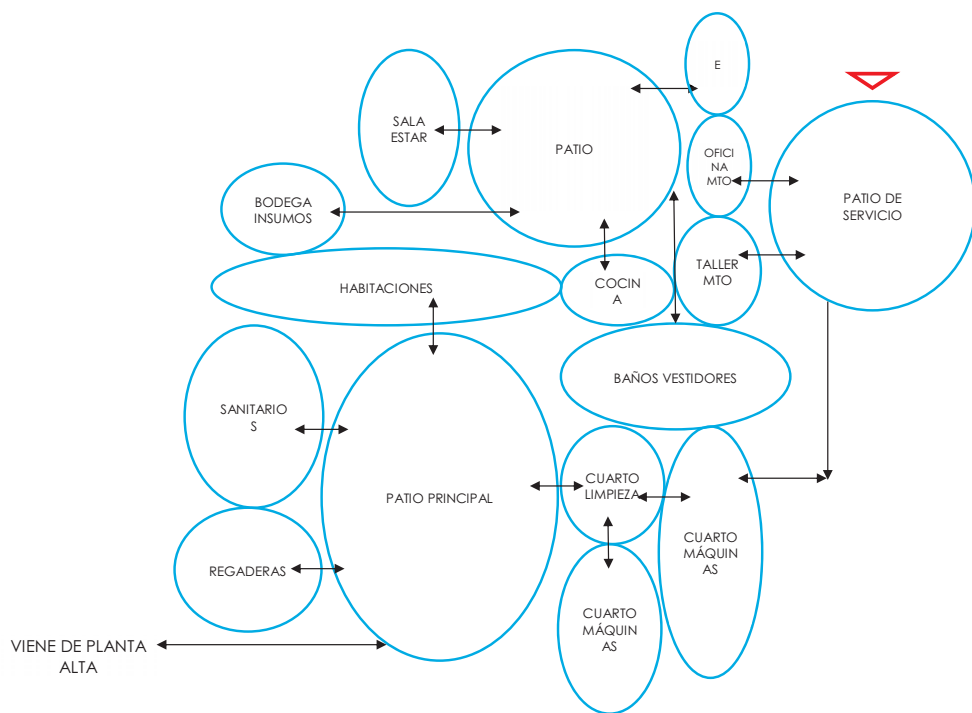 E
SALA
ESTAR
PATIO
OFICI
NA
MTO
BODEGA
INSUMOS
PATIO DE
SERVICIO
TALLER
MTO
HABITACIONES
COCIN
A
BAÑOS VESTIDORES
SANITARIO
S
CUARTO
LIMPIEZA
PATIO PRINCIPAL
CUARTO
MÁQUIN
AS
REGADERAS
CUARTO
MÁQUIN
AS
VIENE DE PLANTA
ALTA